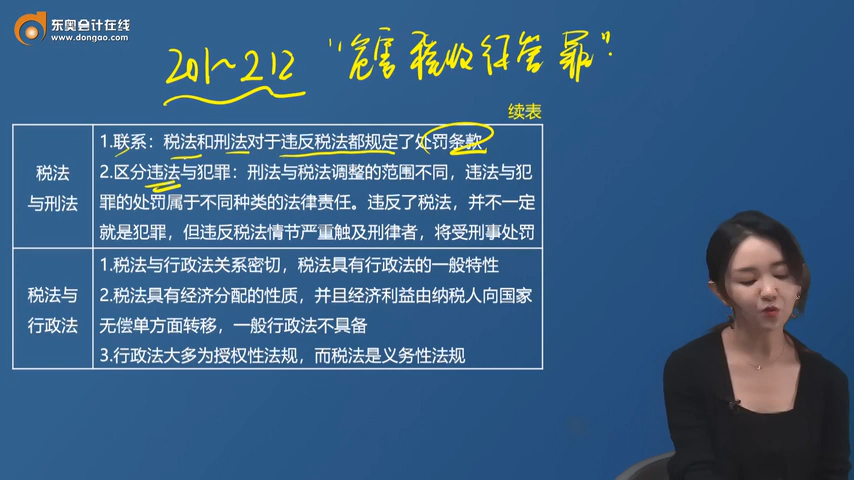 东奥会计在线
www.dongao.com
201~212 "危害税收征管罪"
续表
税法
与刑法
1.联系：税法和刑法对于违反税法都规定了处罚条款
2.区分违法与犯罪：刑法与税法调整的范围不同，违法与犯
罪的处罚属于不同种类的法律责任。违反了税法，并不一定
就是犯罪，但违反税法情节严重触及刑律者，将受刑事处罚
税法与
行政法
1.税法与行政法关系密切，税法具有行政法的一般特性
2.税法具有经济分配的性质，并且经济利益由纳税人向国家
无偿单方面转移，一般行政法不具备
3.行政法大多为授权性法规，而税法是义务性法规